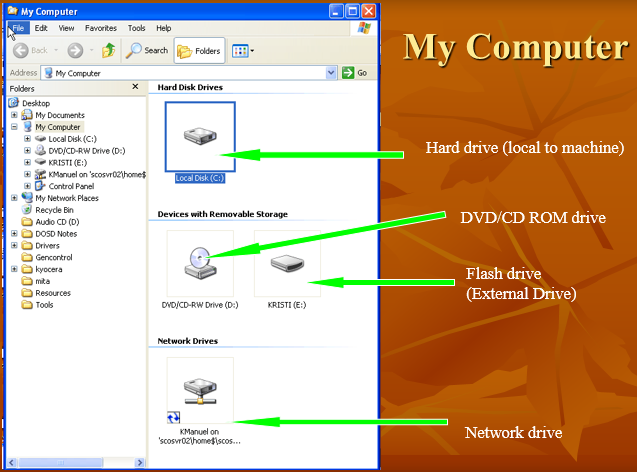 My Computer
My Computer
File Edit View Favorites Tools Help
Back Search Folders
Address My Computer Go
Folders
Desktop
My Documents
My Computer
Local Disk (C:)
DVD/CD-RW Drive (D:)
KRISTI (E:)
KManuel on 'scosvr02\home$\
Control Panel
My Network Places
Recycle Bin
Audio CD (D)
DOSD Notes
Drivers
Gencontrol
kyocera
mita
Resources
Tools
Hard Disk Drives
Local Disk (C:)
Hard drive (local to machine)
Devices with Removable Storage
DVD/CD ROM drive
DVD/CD-RW Drive (D:)
KRISTI (E:)
Flash drive
(External Drive)
Network Drives
KManuel on
'scosvr02\home$\scos...
Network drive